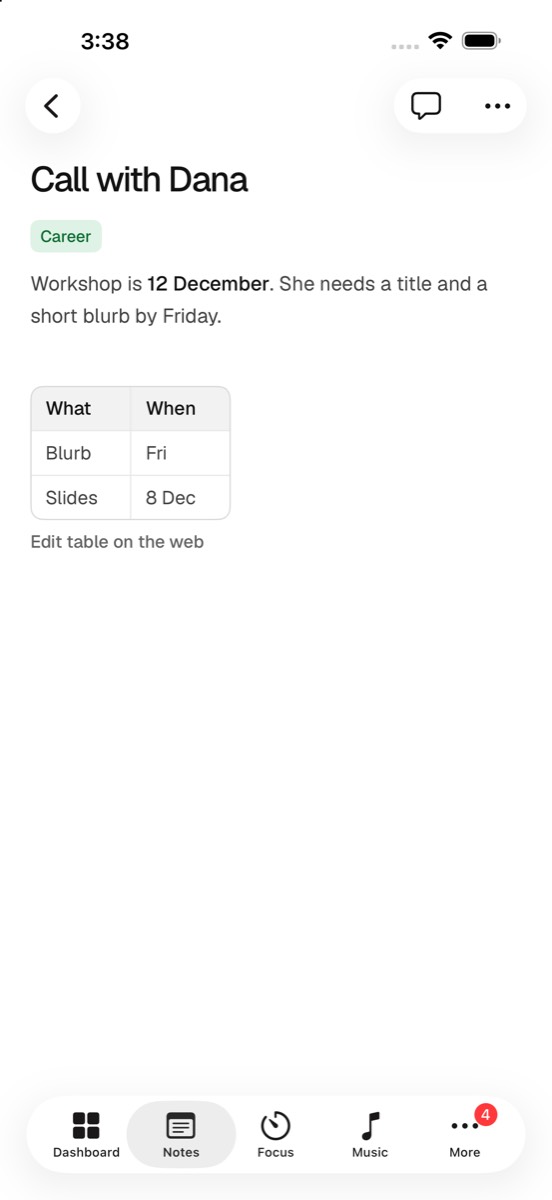 3:38
Call with Dana
Career
Workshop is 12 December. She needs a title and a
short blurb by Friday.
What When
Blurb Fri
Slides 8 Dec
Edit table on the web
4
Dashboard Notes Focus Music More